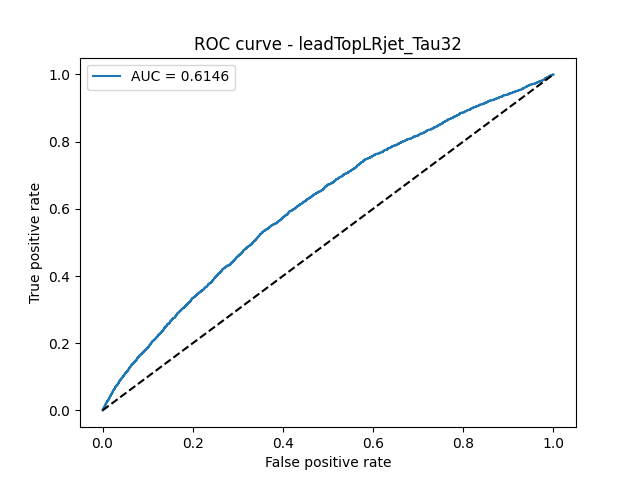 ROC curve - leadTopLRjet_Tau32
AUC = 0.6146
1.0
0.8
0.6
0.4
0.2
0.0
True positive rate
0.0 0.2 0.4 0.6 0.8 1.0
False positive rate